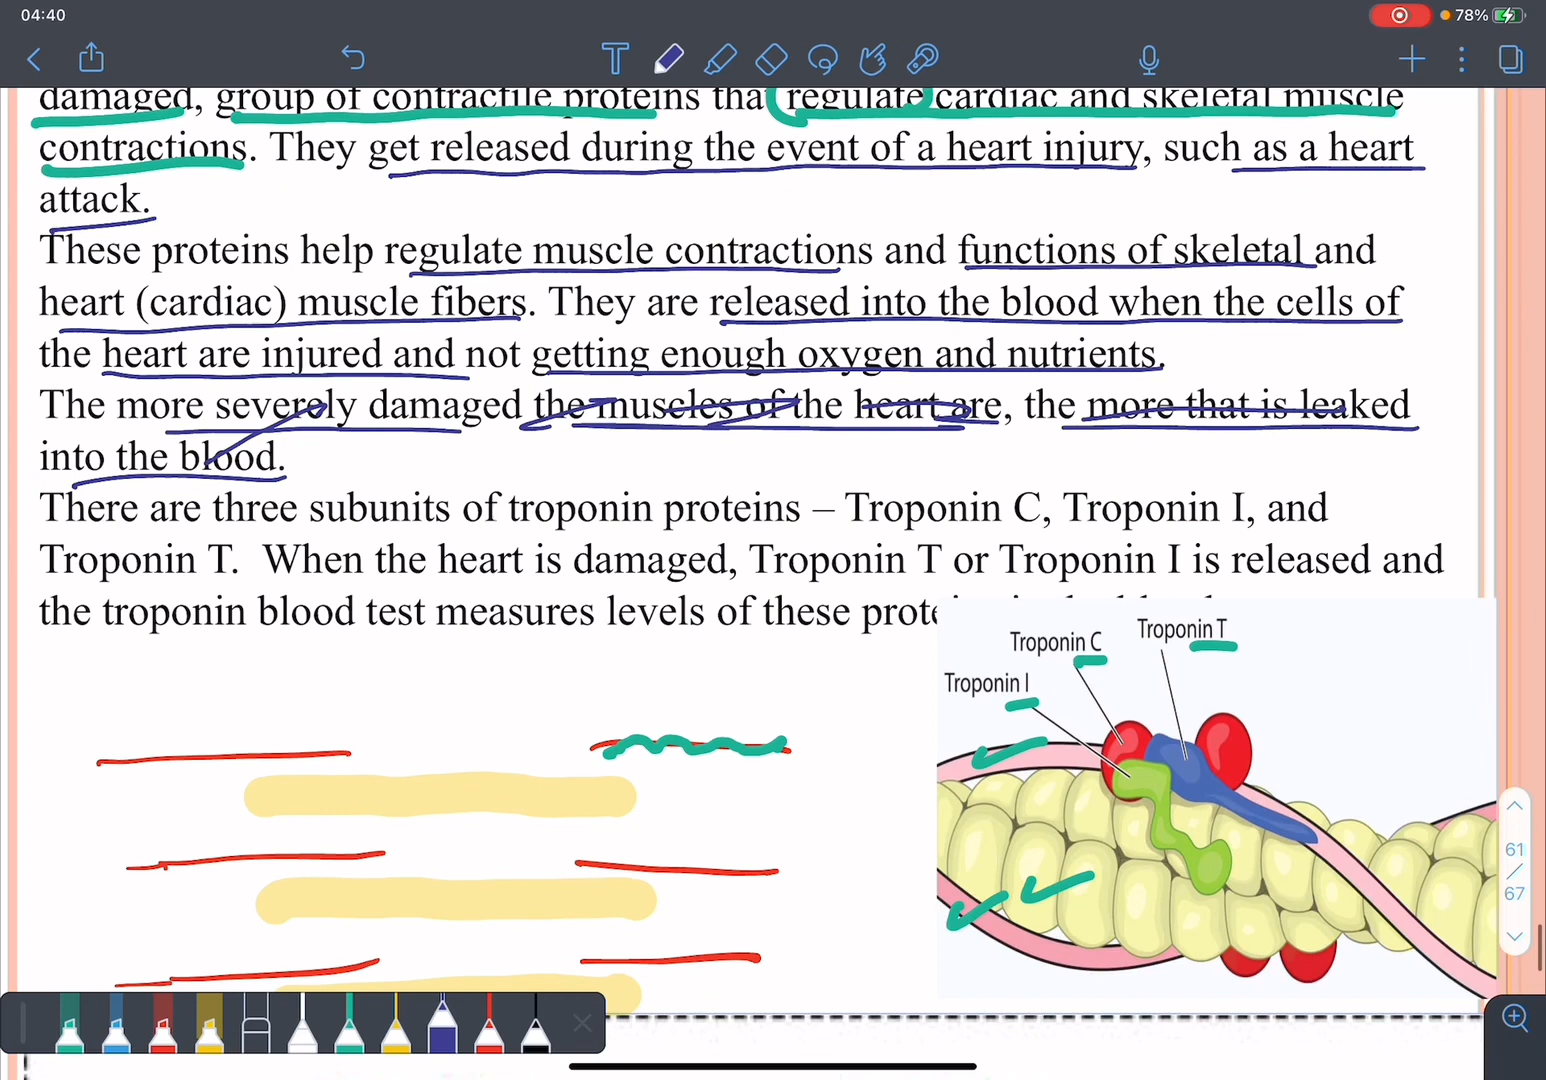 04:40
78%
damaged, group of contractile proteins that regulate cardiac and skeletal muscle
contractions. They get released during the event of a heart injury, such as a heart
attack.
These proteins help regulate muscle contractions and functions of skeletal and
heart (cardiac) muscle fibers. They are released into the blood when the cells of
the heart are injured and not getting enough oxygen and nutrients.
The more severely damaged the muscles of the heart are, the more that is leaked
into the blood.
There are three subunits of troponin proteins – Troponin C, Troponin I, and
Troponin T.  When the heart is damaged, Troponin T or Troponin I is released and
the troponin blood test measures levels of these
Troponin C
Troponin T
Troponin I
61
67